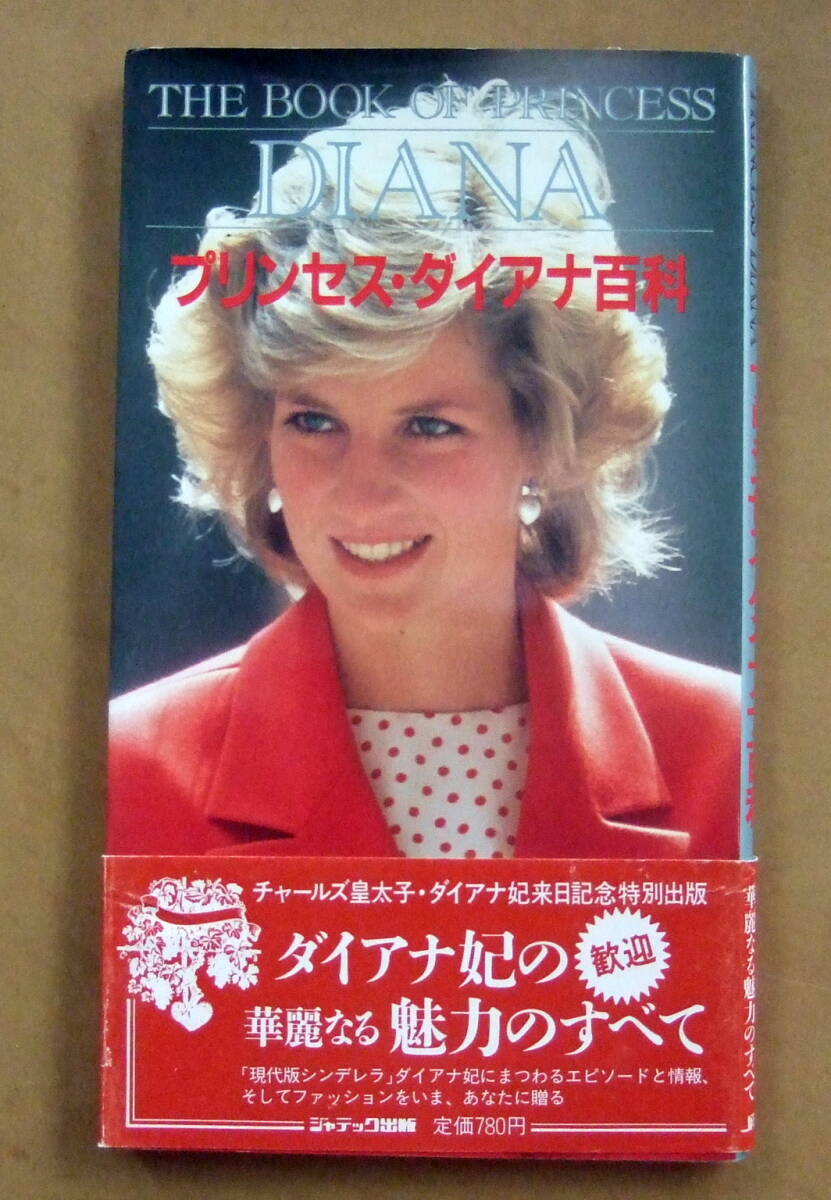 THE BOOK OF PRINCESS
DIANA
プリンセス・ダイアナ百科
チャールズ皇太子・ダイアナ妃来日記念特別出版
ダイアナ妃の
歓迎
華麗なる魅力のすべて
「現代版シンデレラ」ダイアナ妃にまつわるエピソードと情報、
そしてファッションをいま、あなたに贈る
ジャテック出版 定価780円
PRINCESS DIANA
華麗なる魅力のすべて